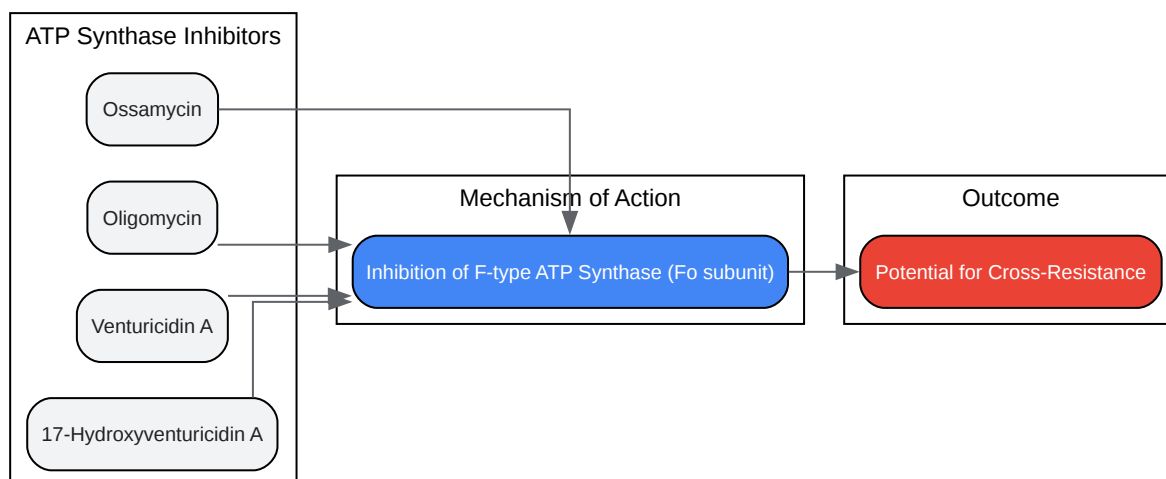 ATP Synthase Inhibitors
Ossamycin
Oligomycin
Venturicidin A
17-Hydroxyventuricidin A
Mechanism of Action
Inhibition of F-type ATP Synthase (Fo subunit)
Outcome
Potential for Cross-Resistance